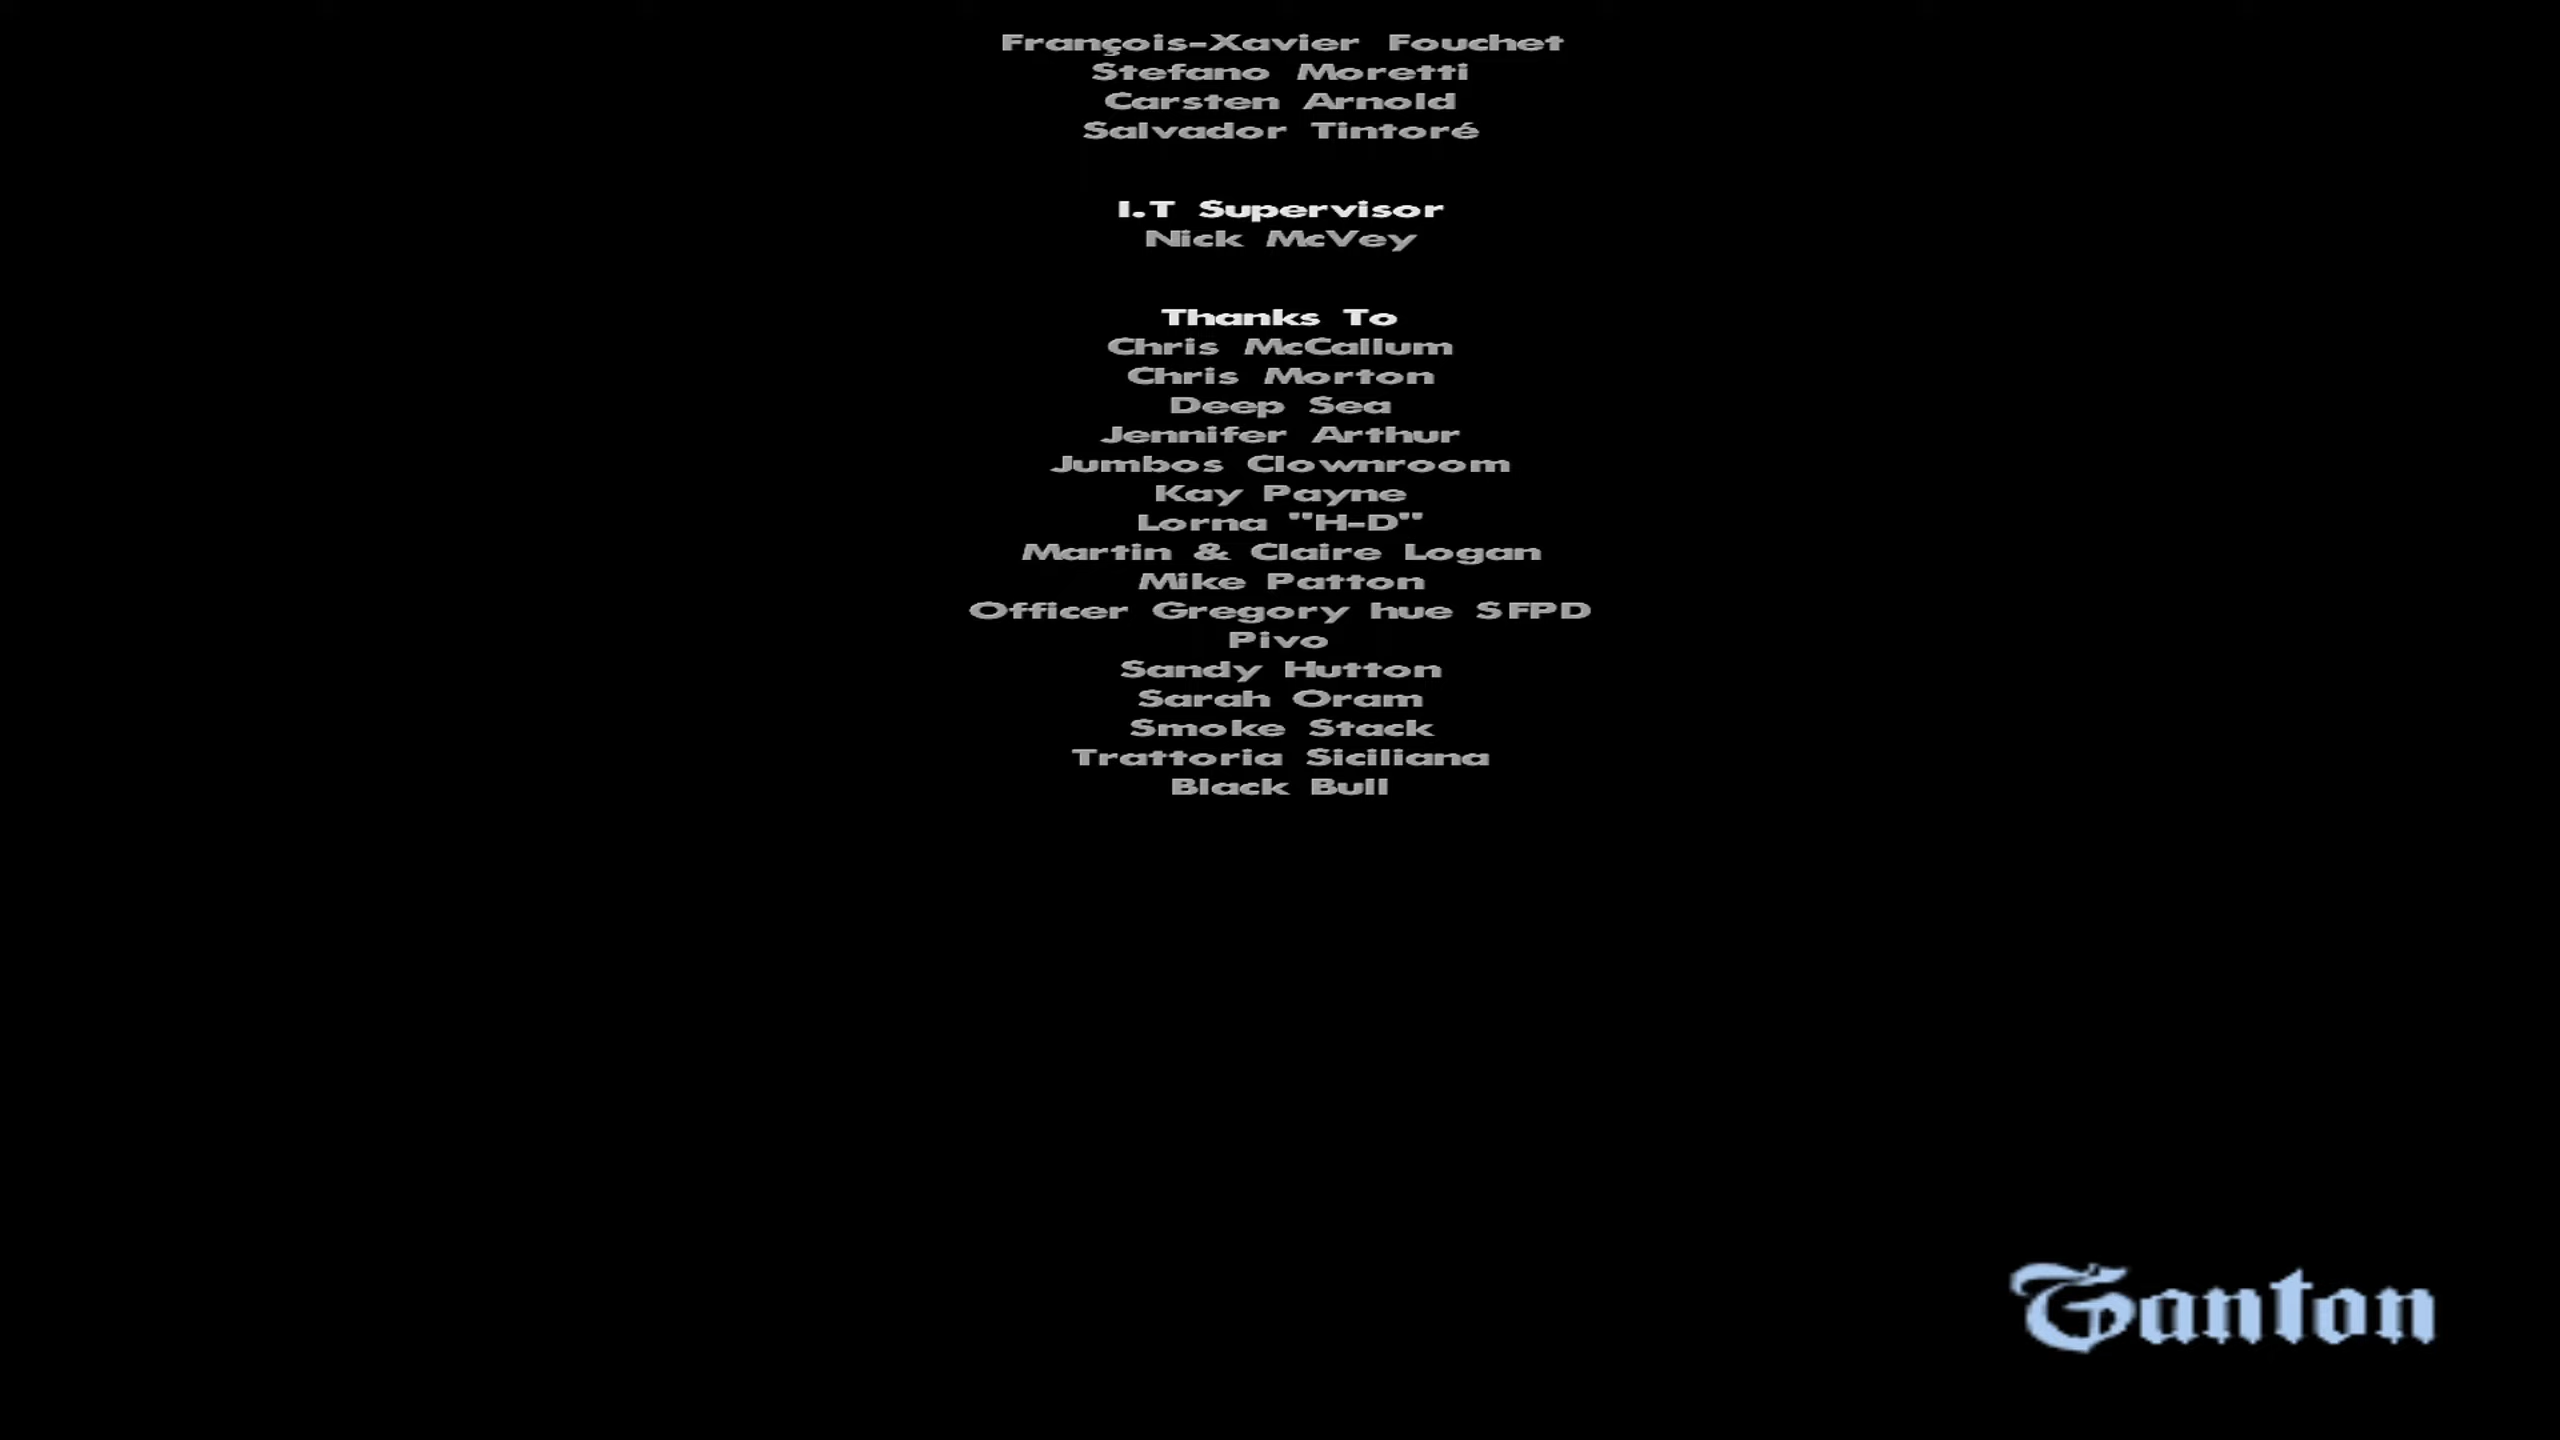 François-Xavier Fouchet
Stefano Moretti
Carsten Arnold
Salvador Tintoré
I.T Supervisor
Nick McVey
Thanks To
Chris McCallum
Chris Morton
Deep Sea
Jennifer Arthur
Jumbos Clownroom
Kay Payne
Lorna "H-D"
Martin & Claire Logan
Mike Patton
Officer Gregory hue SFPD
Pivo
Sandy Hutton
Sarah Oram
Smoke Stack
Trattoria Siciliana
Black Bull
Ganton